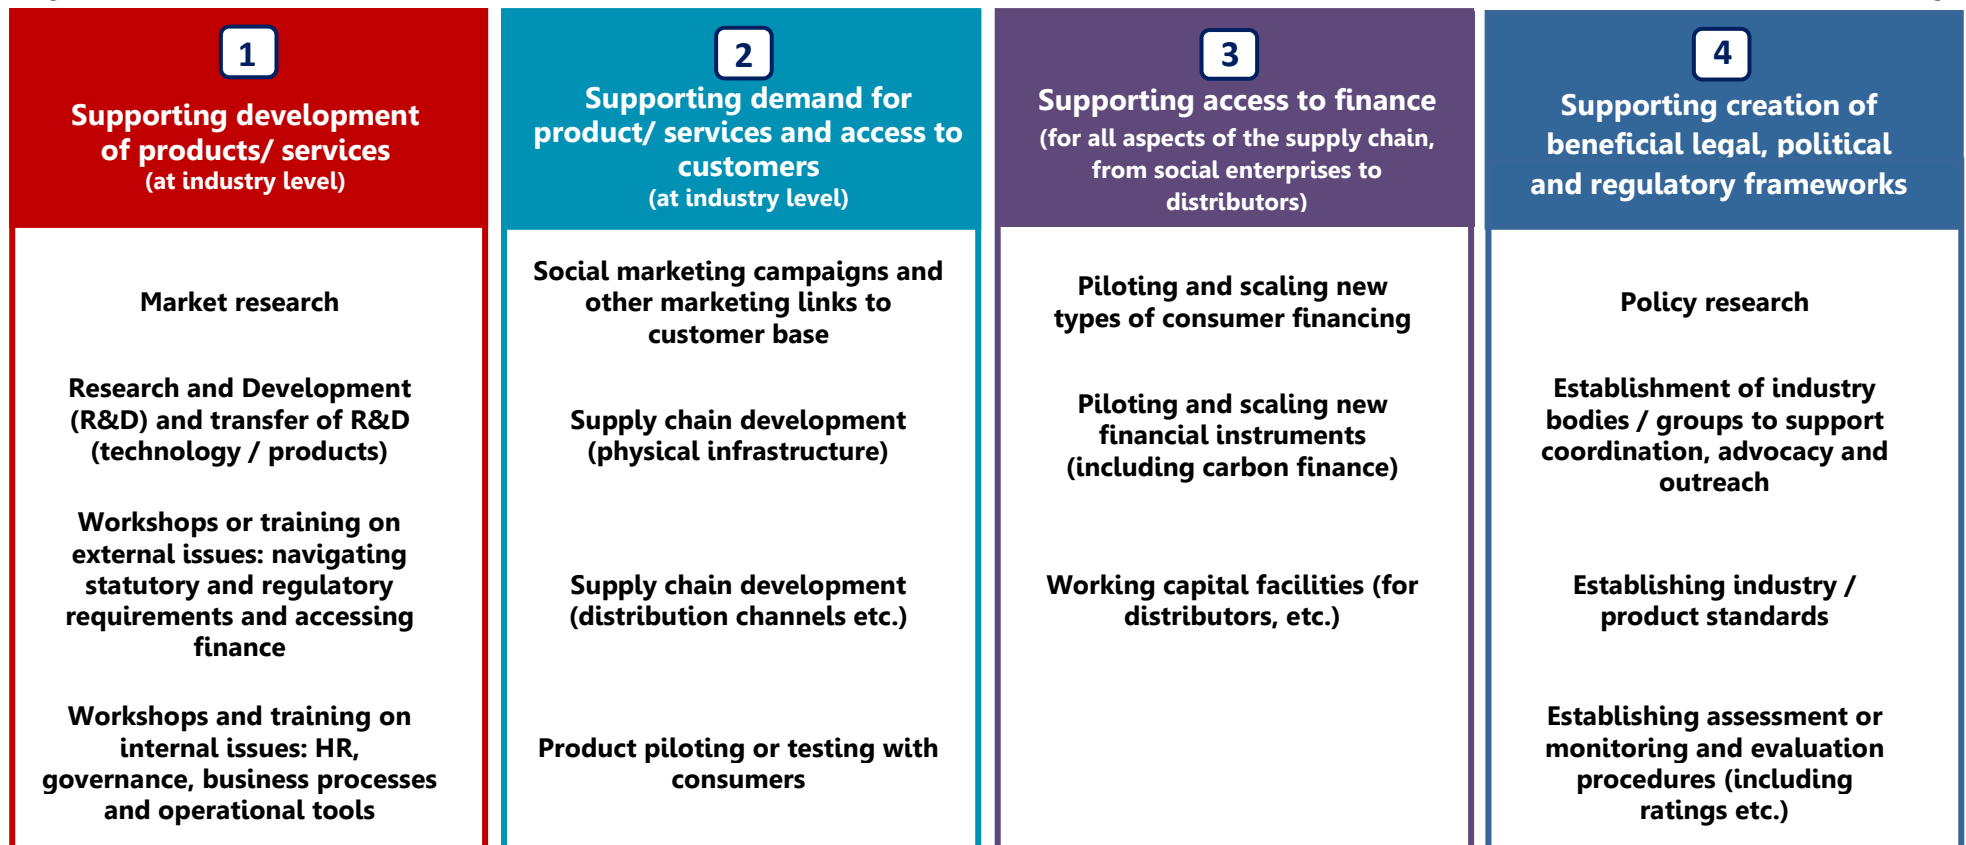 1
Supporting development
of products/ services
(at industry level)
Market research
Research and Development
(R&D) and transfer of R&D
(technology / products)
Workshops or training on
external issues: navigating
statutory and regulatory
requirements and accessing
finance
Workshops and training on
internal issues: HR,
governance, business processes
and operational tools
2
Supporting demand for
product/ services and access to
customers
(at industry level)
Social marketing campaigns and
other marketing links to
customer base
Supply chain development
(physical infrastructure)
Supply chain development
(distribution channels etc.)
Product piloting or testing with
consumers
3
Supporting access to finance
(for all aspects of the supply chain,
from social enterprises to
distributors)
Piloting and scaling new
types of consumer financing
Piloting and scaling new
financial instruments
(including carbon finance)
Working capital facilities (for
distributors, etc.)
4
Supporting creation of
beneficial legal, political
and regulatory frameworks
Policy research
Establishment of industry
bodies / groups to support
coordination, advocacy and
outreach
Establishing industry /
product standards
Establishing assessment or
monitoring and evaluation
procedures (including
ratings etc.)